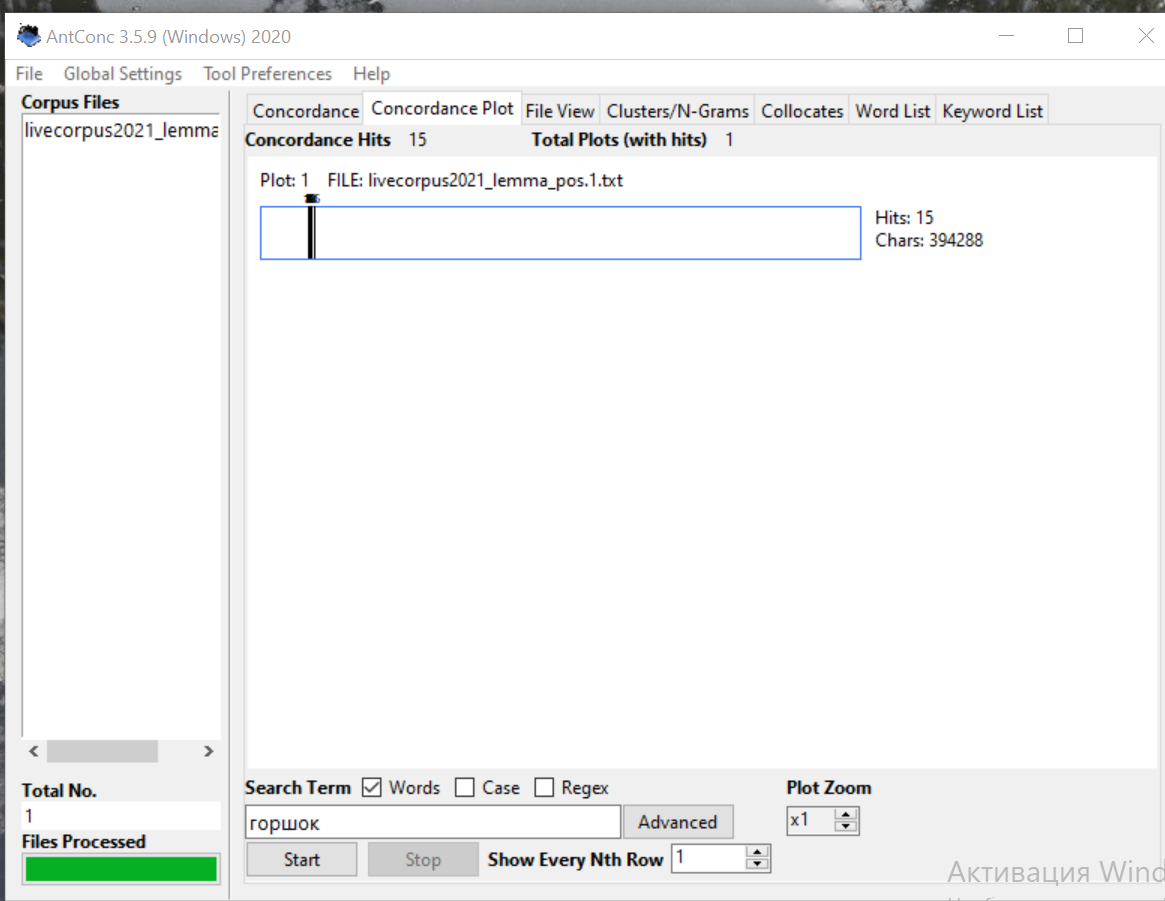 AntConc 3.5.9 (Windows) 2020
File Global Settings Tool Preferences Help
Corpus Files
livecorpus2021_lemma
Concordance Concordance Plot File View Clusters/N-Grams Collocates Word List Keyword List
Concordance Hits 15 Total Plots (with hits) 1
Plot: 1 FILE: livecorpus2021_lemma_pos.1.txt
Hits: 15
Chars: 394288
Total No.
1
Files Processed
Search Term Words Case Regex
Plot Zoom
горшок
Advanced
x1
Start Stop Show Every Nth Row 1
Активация Wind